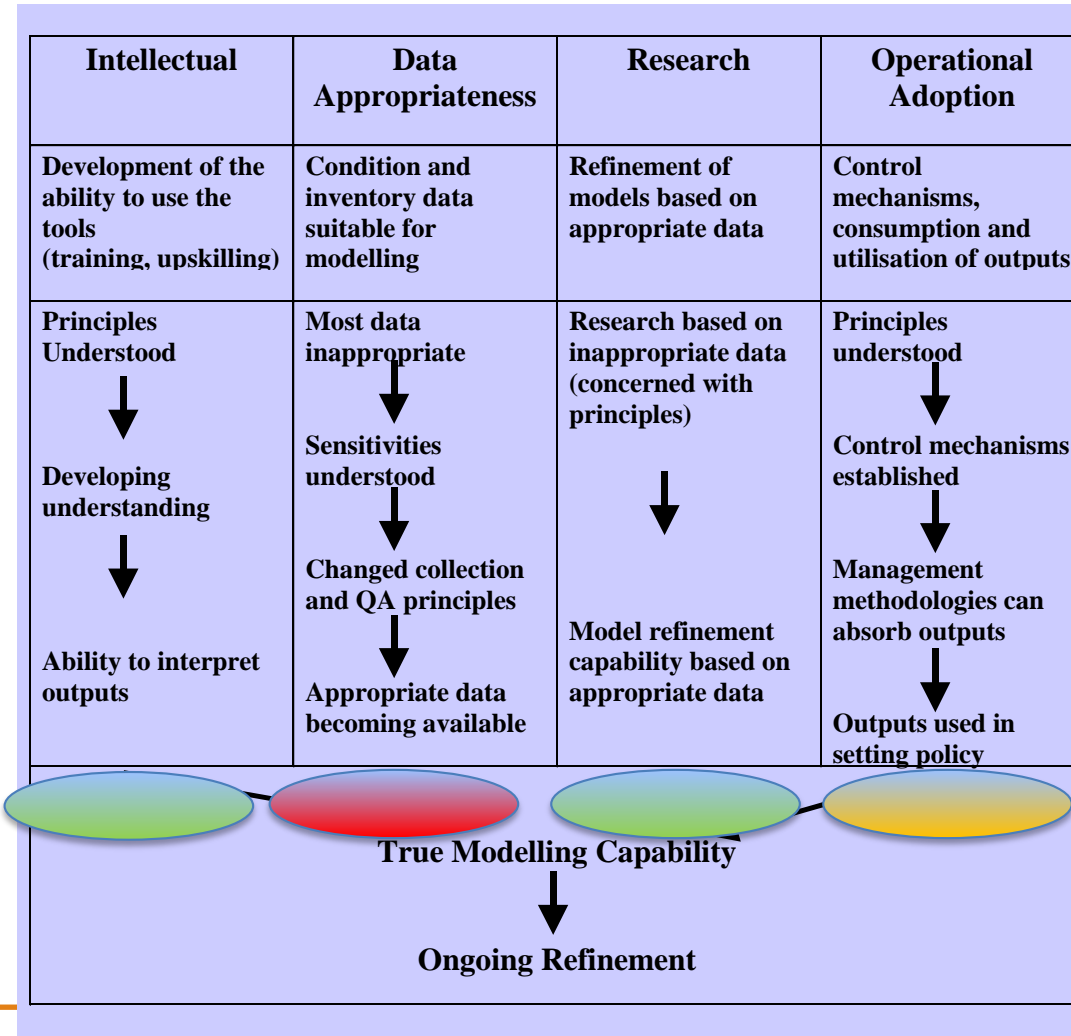 Intellectual
Data
Appropriateness
Research
Operational
Adoption
Development of the
ability to use the
tools
(training, upskilling)
Condition and
inventory data
suitable for
modelling
Refinement of
models based on
appropriate data
Control
mechanisms,
consumption and
utilisation of outputs
Principles
Understood
Developing
understanding
Ability to interpret
outputs
Most data
inappropriate
Sensitivities
understood
Changed collection
and QA principles
Appropriate data
becoming available
Research based on
inappropriate data
(concerned with
principles)
Model refinement
capability based on
appropriate data
Principles
understood
Control mechanisms
established
Management
methodologies can
absorb outputs
Outputs used in
setting policy
True Modelling Capability
Ongoing Refinement